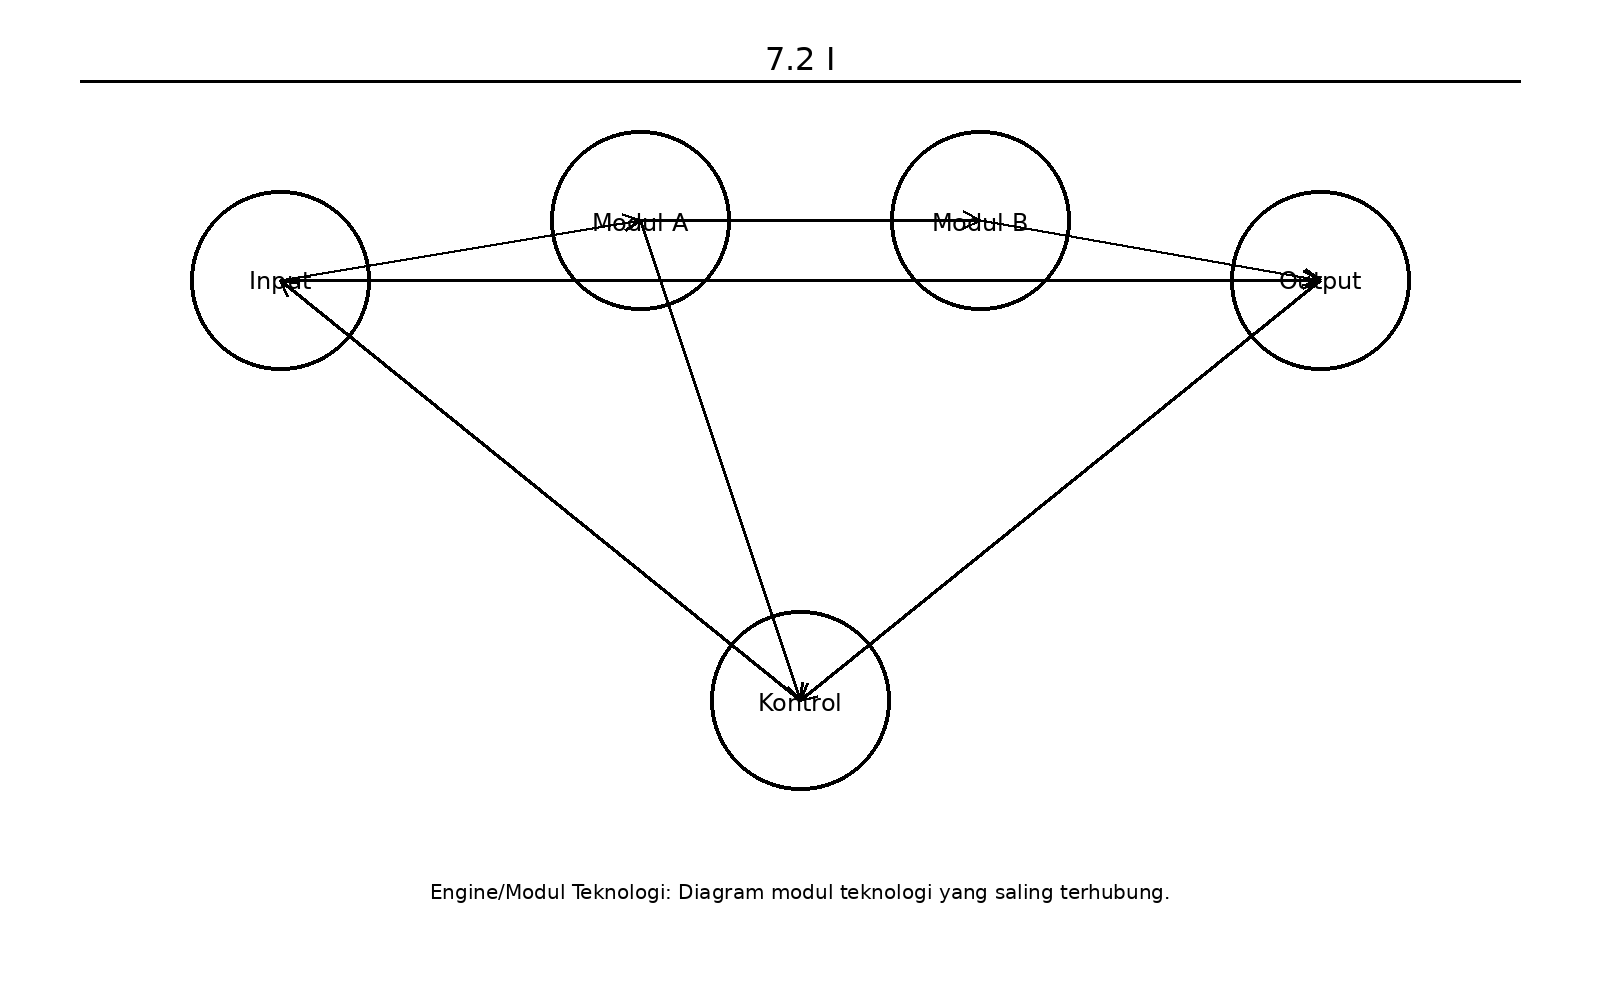 7.2 I
Modul A
Modul B
Input
Output
Kontrol
Engine/Modul Teknologi: Diagram modul teknologi yang saling terhubung.